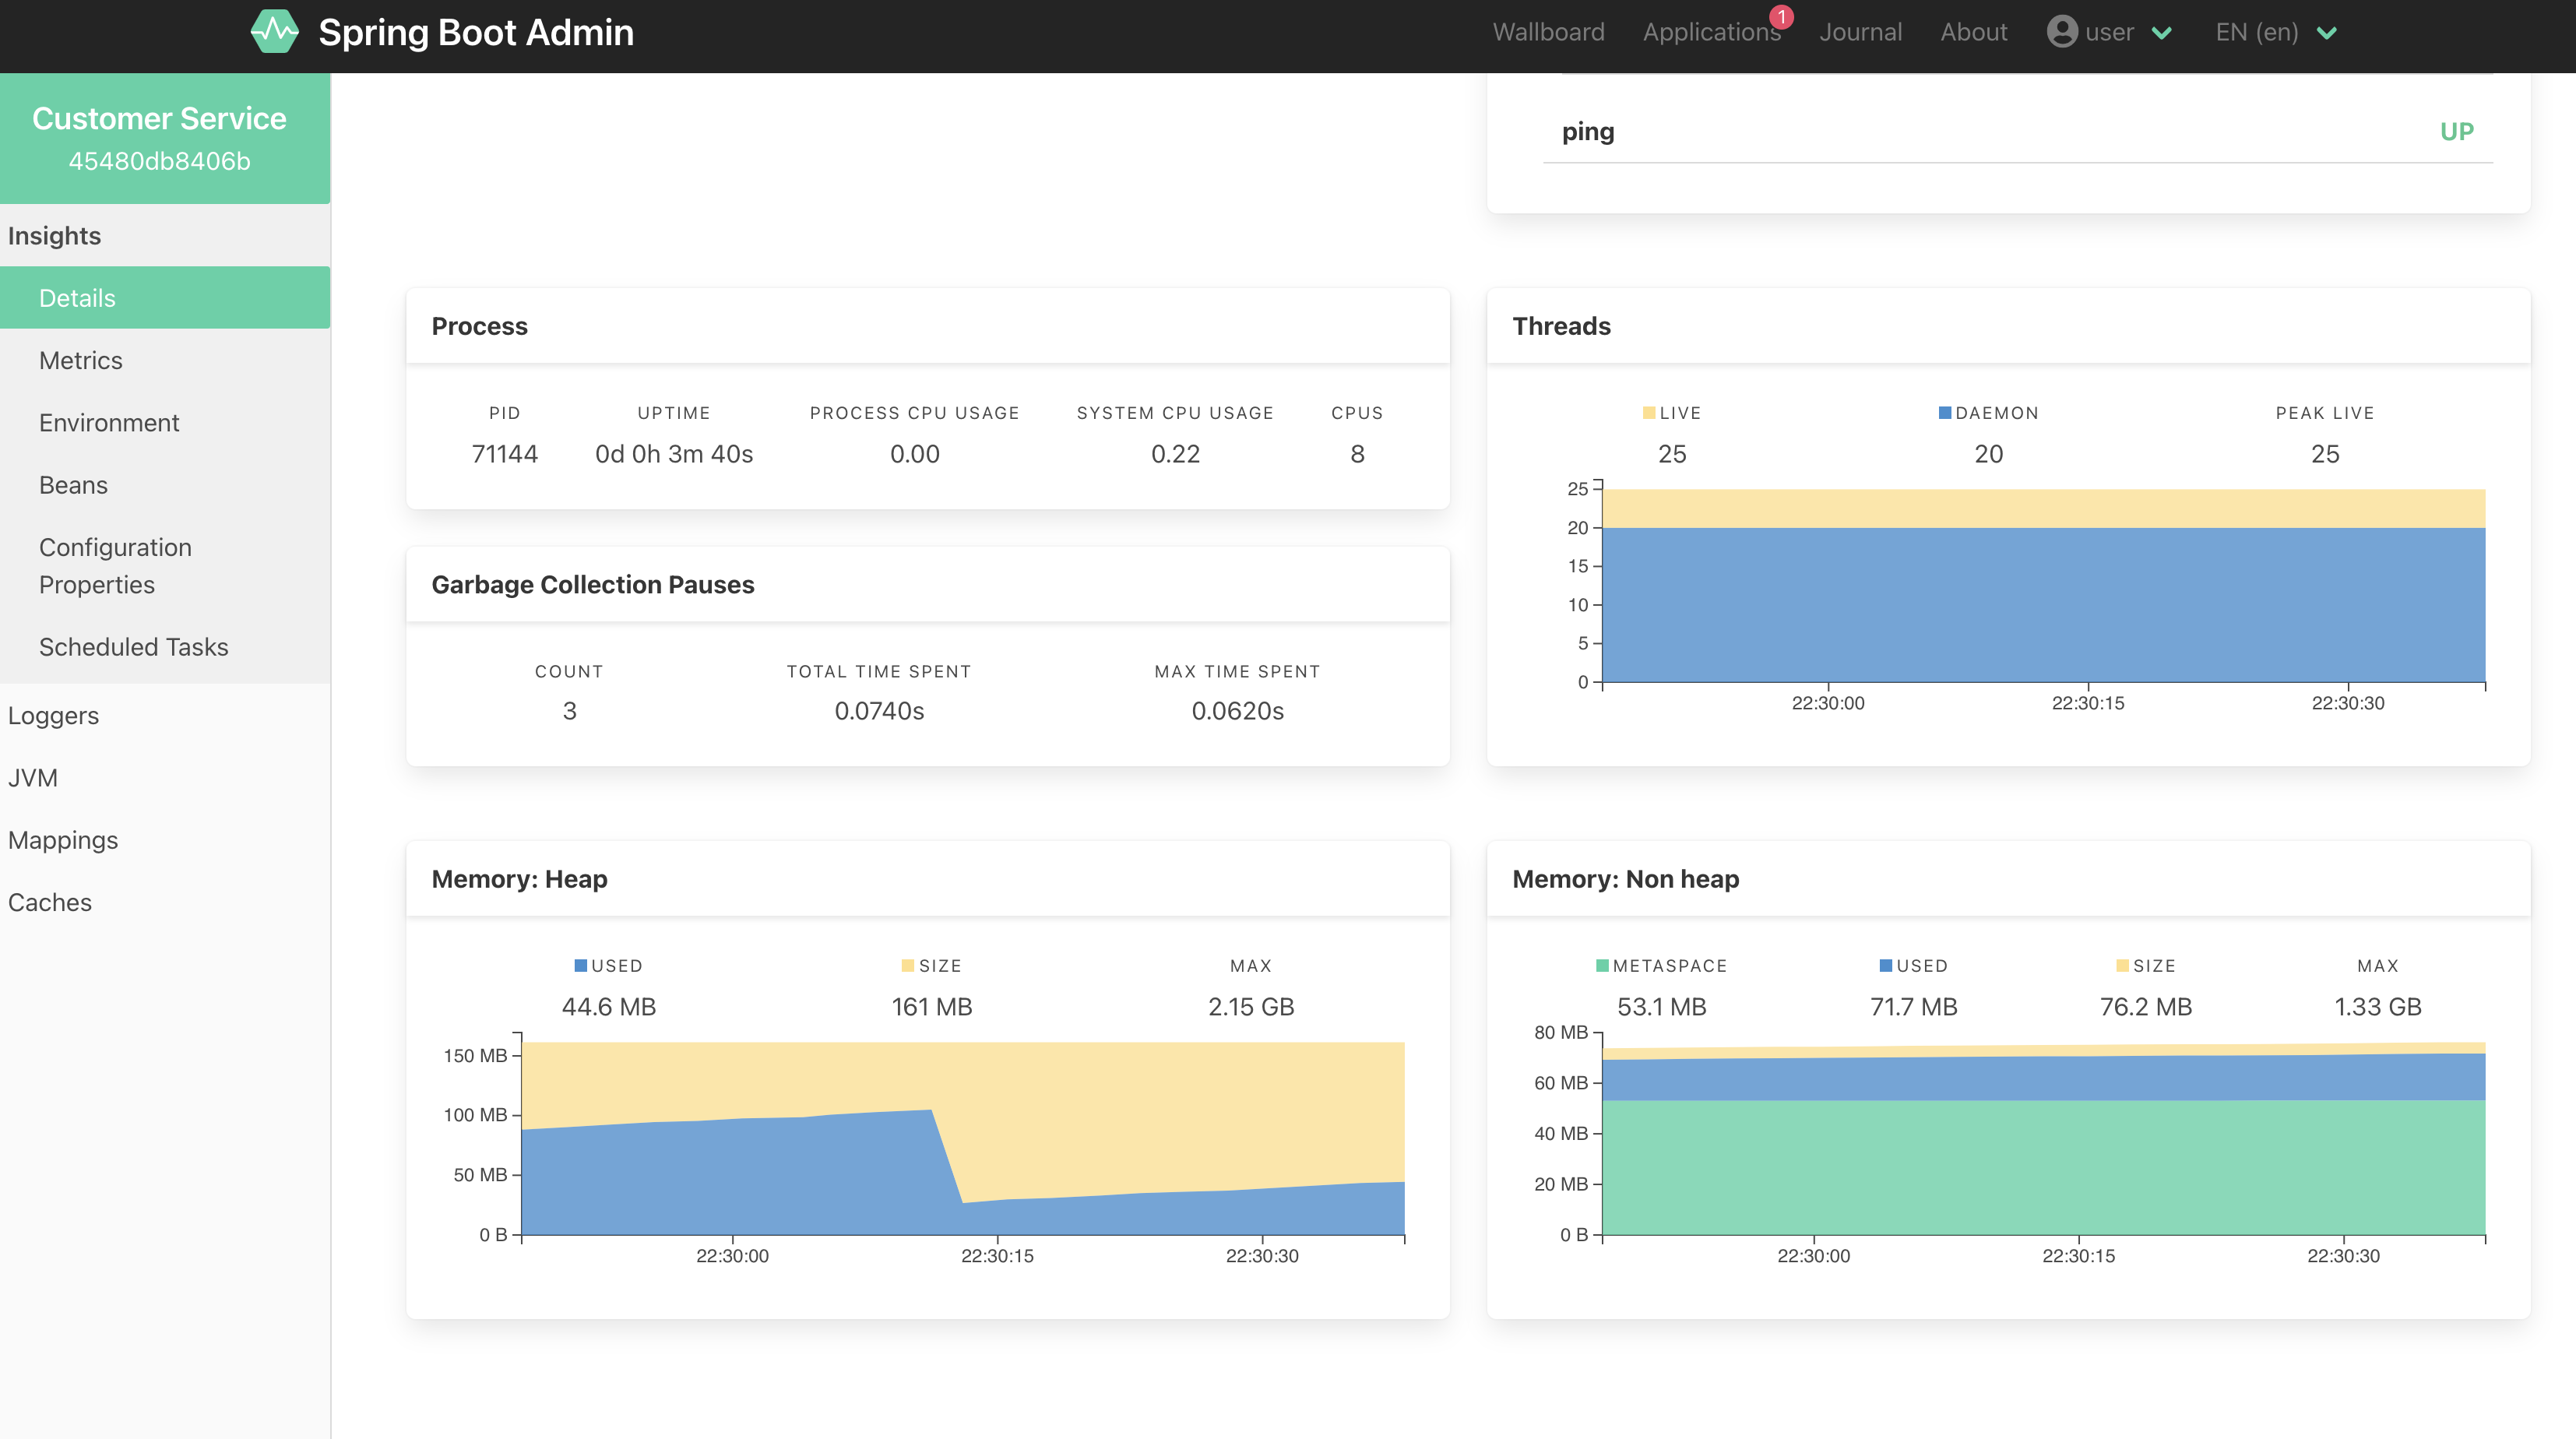 Spring Boot Admin
Wallboard Applications 1 Journal About user EN (en)
Customer Service
45480db8406b
Insights
Details
Metrics
Environment
Beans
Configuration
Properties
Scheduled Tasks
Loggers
JVM
Mappings
Caches
ping UP
Process
PID UPTIME PROCESS CPU USAGE SYSTEM CPU USAGE CPUS
71144 0d 0h 3m 40s 0.00 0.22 8
Threads
LIVE DAEMON PEAK LIVE
25 20 25
25
20
15
10
5
0
22:30:00 22:30:15 22:30:30
Garbage Collection Pauses
COUNT TOTAL TIME SPENT MAX TIME SPENT
3 0.0740s 0.0620s
Memory: Heap
USED SIZE MAX
44.6 MB 161 MB 2.15 GB
150 MB
100 MB
50 MB
0 B
22:30:00 22:30:15 22:30:30
Memory: Non heap
METASPACE USED SIZE MAX
53.1 MB 71.7 MB 76.2 MB 1.33 GB
80 MB
60 MB
40 MB
20 MB
0 B
22:30:00 22:30:15 22:30:30